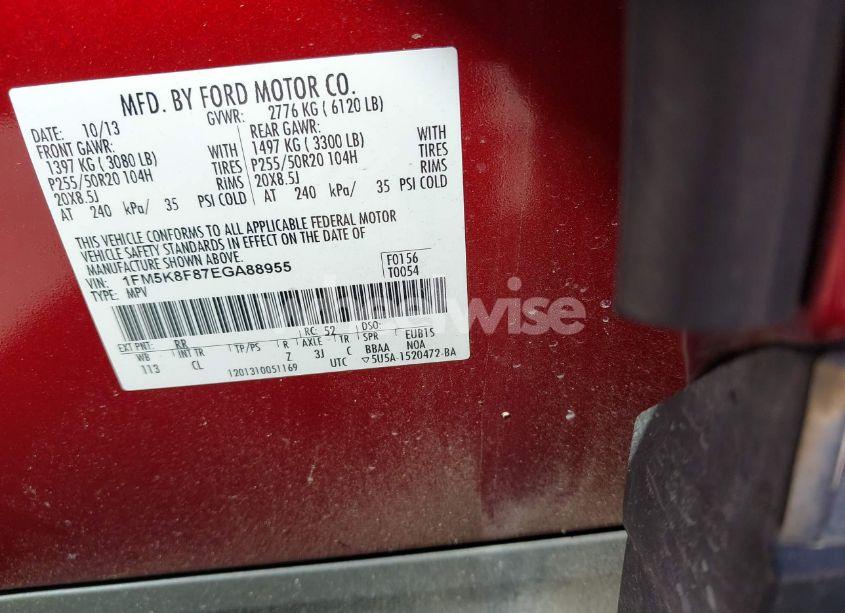 MFD. BY FORD MOTOR CO.
DATE: 10/13 GVWR: 2776 KG ( 6120 LB)
FRONT GAWR: REAR GAWR:
1397 KG ( 3080 LB) WITH 1497 KG ( 3300 LB) WITH
P255/50R20 104H TIRES P255/50R20 104H TIRES
20X8.5J RIMS 20X8.5J RIMS
AT 240 kPa/ 35 PSI COLD AT 240 kPa/ 35 PSI COLD
THIS VEHICLE CONFORMS TO ALL APPLICABLE FEDERAL MOTOR
VEHICLE SAFETY STANDARDS IN EFFECT ON THE DATE OF
MANUFACTURE SHOWN ABOVE.
VIN: 1FM5K8F87EGA88955 F0156
TYPE: MPV T0054
EXT PNT: RR RC: 52 DSO:
WB INT TR TP/PS R AXLE TR SPR EUB1S
113 CL Z 3J C BBAA NOA
1201310051169 UTC ▽5U5A-1520472-BA